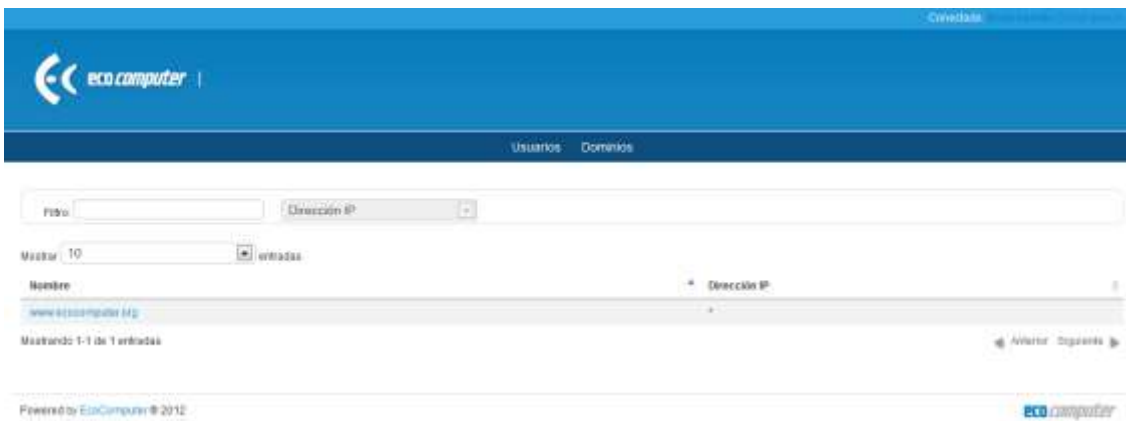 Conectado
eco computer |
Usuarios Dominios
Filtro Dirección IP
Mostrar 10 entradas
Nombre Dirección IP
www.ecocomputer.org *
Mostrando 1-1 de 1 entradas Anterior Siguiente
Powered by EcoComputer ® 2012 eco computer